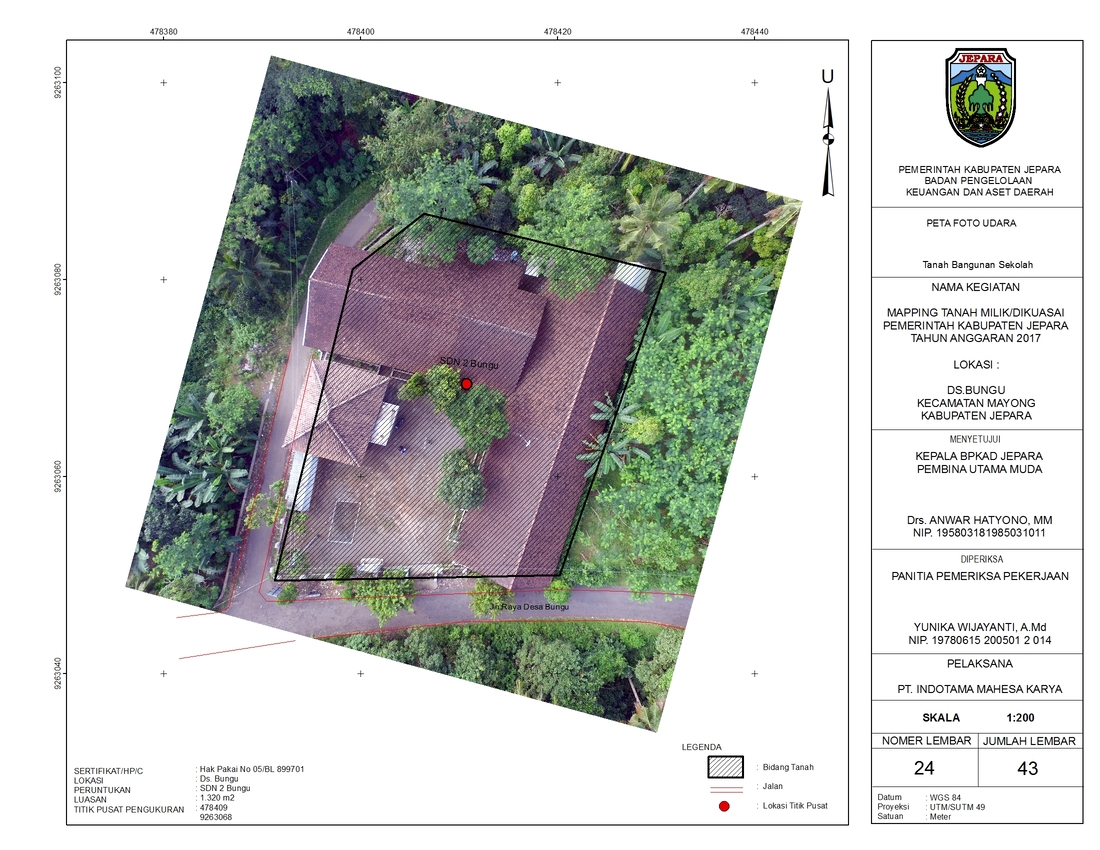 478380
478400
478420
478440
9263100
9263080
9263060
9263040
U
SDN 2 Bungu
Jln Raya Desa Bungu
SERTIFIKAT/HP/C : Hak Pakai No 05/BL 899701
LOKASI : Ds. Bungu
PERUNTUKAN : SDN 2 Bungu
LUASAN : 1.320 m2
TITIK PUSAT PENGUKURAN : 478409
9263068
LEGENDA
: Bidang Tanah
: Jalan
: Lokasi Titik Pusat
JEPARA
PEMERINTAH KABUPATEN JEPARA
BADAN PENGELOLAAN
KEUANGAN DAN ASET DAERAH
PETA FOTO UDARA
Tanah Bangunan Sekolah
NAMA KEGIATAN
MAPPING TANAH MILIK/DIKUASAI
PEMERINTAH KABUPATEN JEPARA
TAHUN ANGGARAN 2017
LOKASI :
DS.BUNGU
KECAMATAN MAYONG
KABUPATEN JEPARA
MENYETUJUI
KEPALA BPKAD JEPARA
PEMBINA UTAMA MUDA
Drs. ANWAR HATYONO, MM
NIP. 195803181985031011
DIPERIKSA
PANITIA PEMERIKSA PEKERJAAN
YUNIKA WIJAYANTI, A.Md
NIP. 19780615 200501 2 014
PELAKSANA
PT. INDOTAMA MAHESA KARYA
SKALA 1:200
NOMER LEMBAR JUMLAH LEMBAR
24 43
Datum : WGS 84
Proyeksi : UTM/SUTM 49
Satuan : Meter